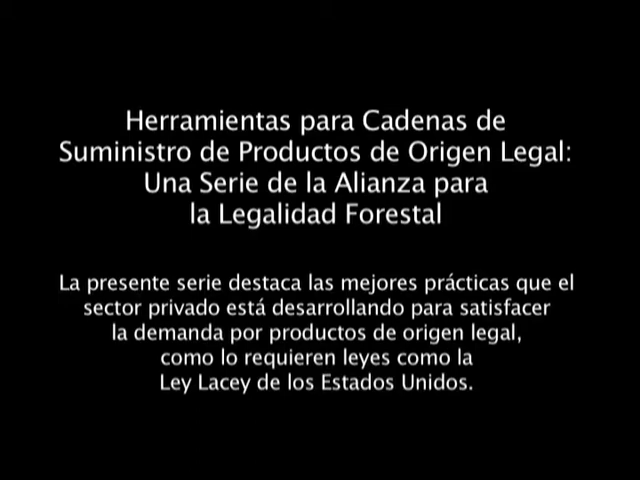 Herramientas para Cadenas de
Suministro de Productos de Origen Legal:
Una Serie de la Alianza para
la Legalidad Forestal
La presente serie destaca las mejores prácticas que el
sector privado está desarrollando para satisfacer
la demanda por productos de origen legal,
como lo requieren leyes como la
Ley Lacey de los Estados Unidos.